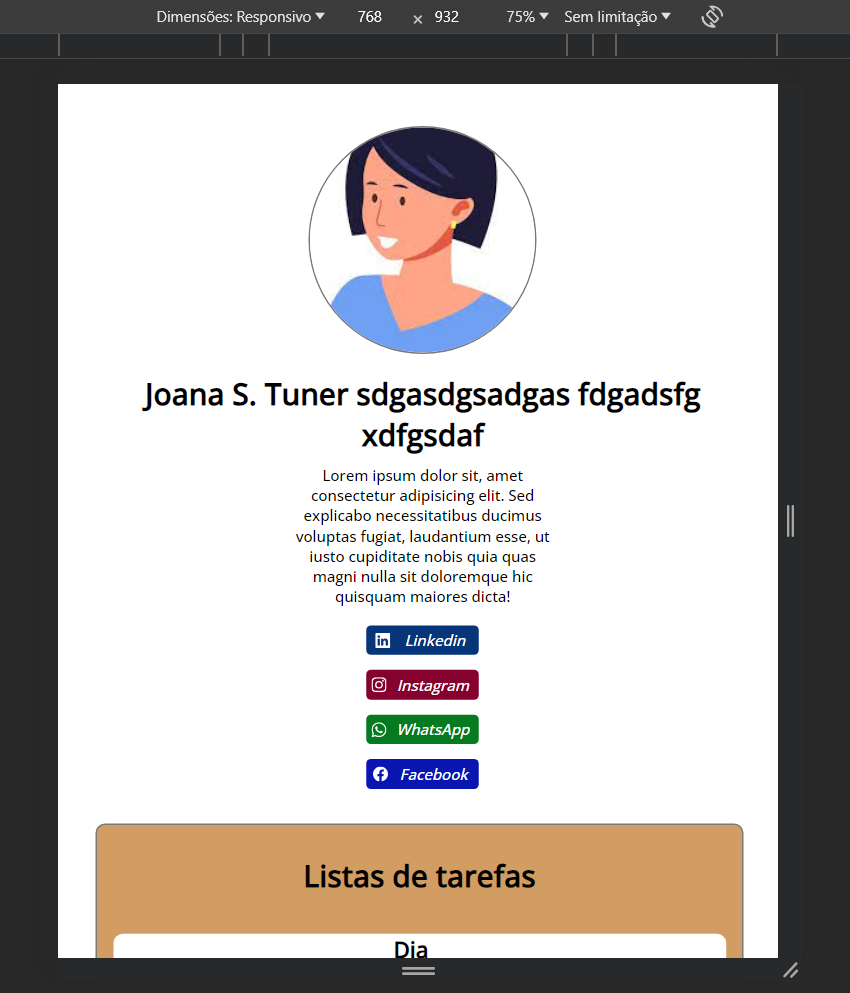 Dimensões: Responsivo 768 × 932 75% Sem limitação
Joana S. Tuner sdgasdgsadgas fdgadsfg
xdfgsdaf
Lorem ipsum dolor sit, amet
consectetur adipisicing elit. Sed
explicabo necessitatibus ducimus
voluptas fugiat, laudantium esse, ut
iusto cupiditate nobis quia quas
magni nulla sit doloremque hic
quisquam maiores dicta!
Linkedin
Instagram
WhatsApp
Facebook
Listas de tarefas
Dia